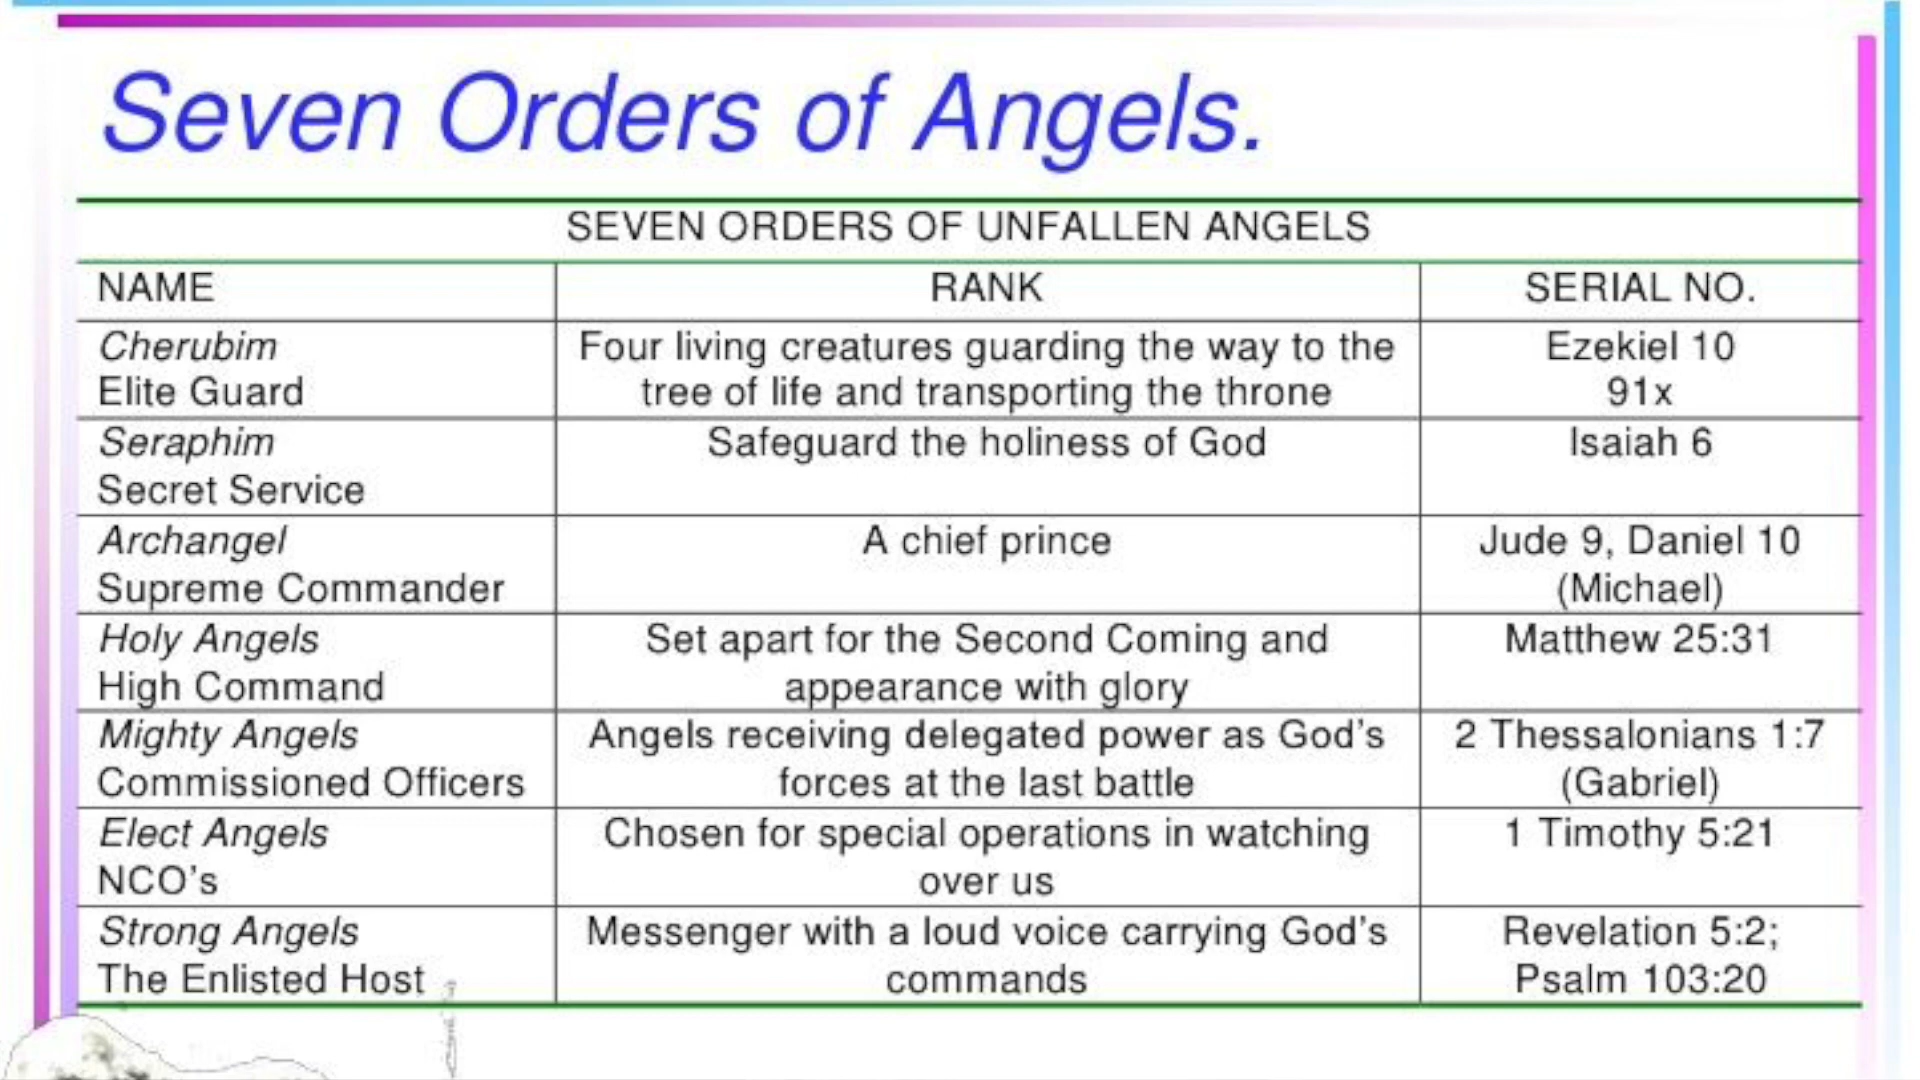 Seven Orders of Angels.
SEVEN ORDERS OF UNFALLEN ANGELS
NAME RANK SERIAL NO.
Cherubim Four living creatures guarding the way to the Ezekiel 10
Elite Guard tree of life and transporting the throne 91x
Seraphim Safeguard the holiness of God Isaiah 6
Secret Service
Archangel A chief prince Jude 9, Daniel 10
Supreme Commander (Michael)
Holy Angels Set apart for the Second Coming and Matthew 25:31
High Command appearance with glory
Mighty Angels Angels receiving delegated power as God's 2 Thessalonians 1:7
Commissioned Officers forces at the last battle (Gabriel)
Elect Angels Chosen for special operations in watching 1 Timothy 5:21
NCO's over us
Strong Angels Messenger with a loud voice carrying God's Revelation 5:2;
The Enlisted Host commands Psalm 103:20